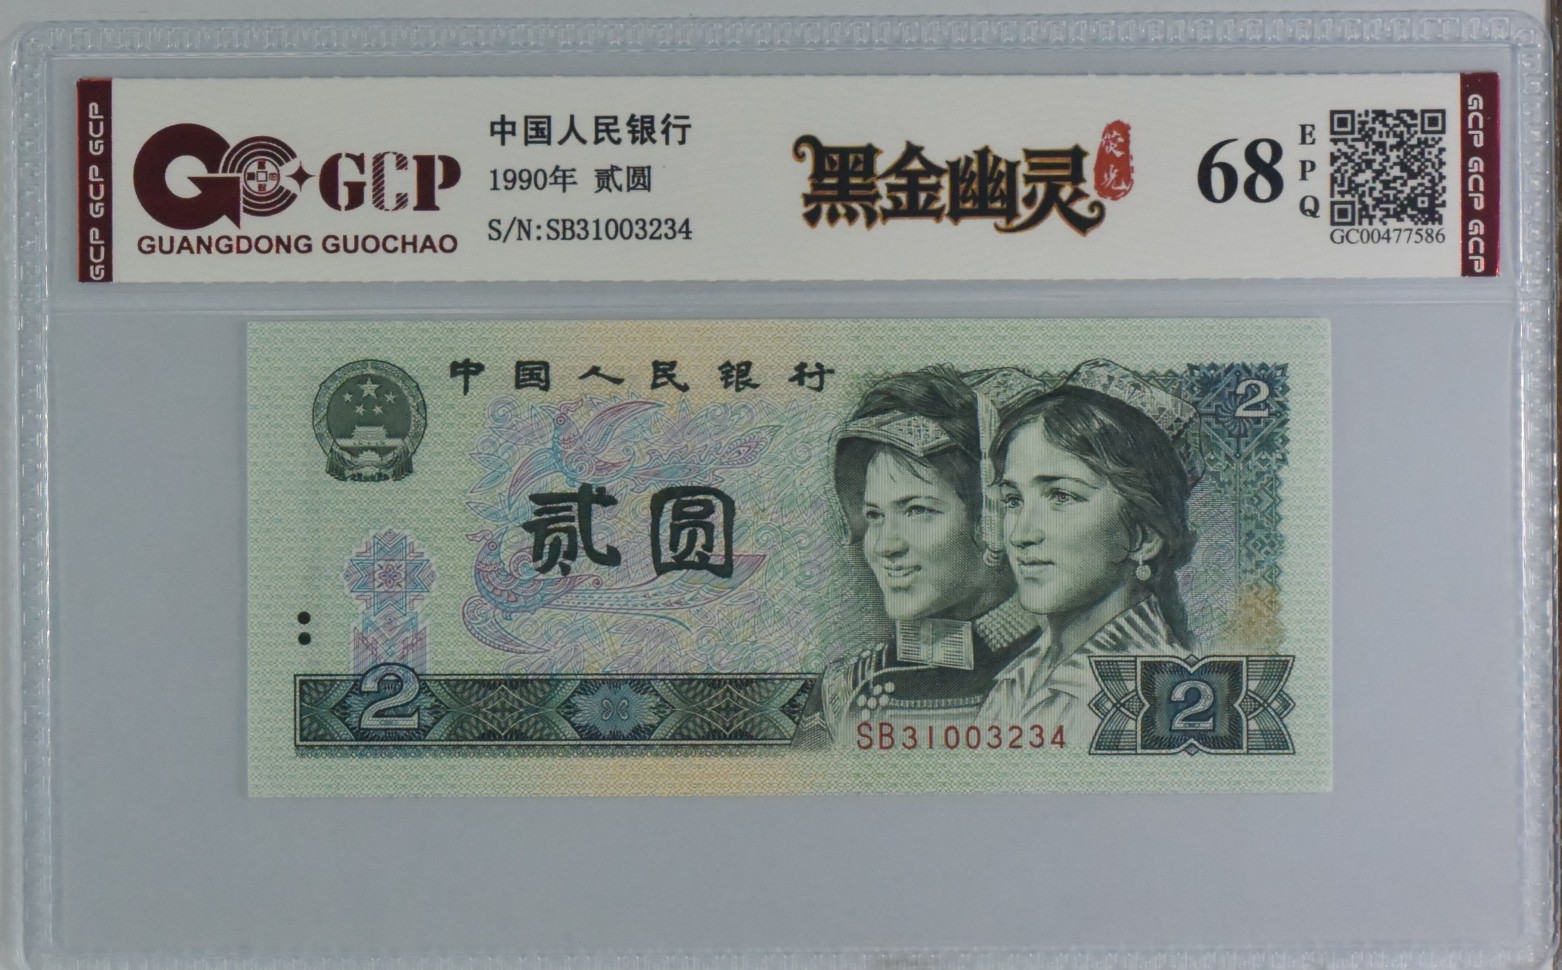 GCP GCP GCP
GCP
GUANGDONG GUOCHAO
中国人民银行
1990年 贰圆
S/N:SB31003234
黑金幽灵
荧光
68
EPQ
GC00477586
GCP GCP GCP
中国人民银行
2
贰圆
2
SB31003234
2